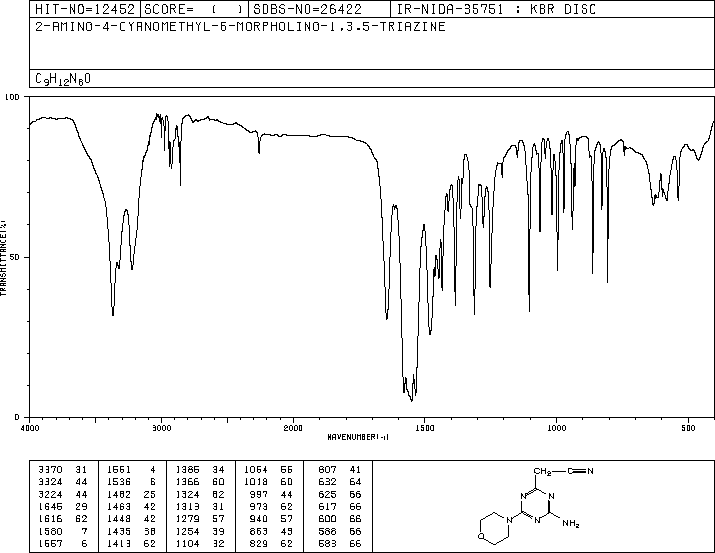 HIT-NO=12452 SCORE= ( ) SDBS-NO=26422 IR-NIDA-35751 : KBR DISC
2-AMINO-4-CYANOMETHYL-6-MORPHOLINO-1,3,5-TRIAZINE
C9H12N6O
100
50
0
TRANSMITTANCE(%)
4000 3000 2000 1500 1000 500
WAVENUMBER(-1)
3370 31 1551 4 1386 34 1064 66 807 41
3324 44 1536 6 1366 60 1018 60 632 64
3224 44 1482 25 1324 62 997 44 625 66
1645 29 1463 42 1313 31 973 62 617 66
1616 62 1448 42 1279 57 940 57 600 66
1580 7 1435 38 1254 39 863 43 588 66
1557 6 1413 62 1104 32 829 62 583 66
CH2 C≡N
N N
N N NH2
O